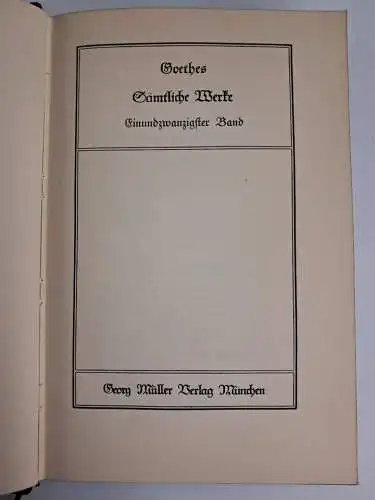 Goethes
Sämtliche Werke
Einundzwanzigster Band
Georg Müller Verlag München